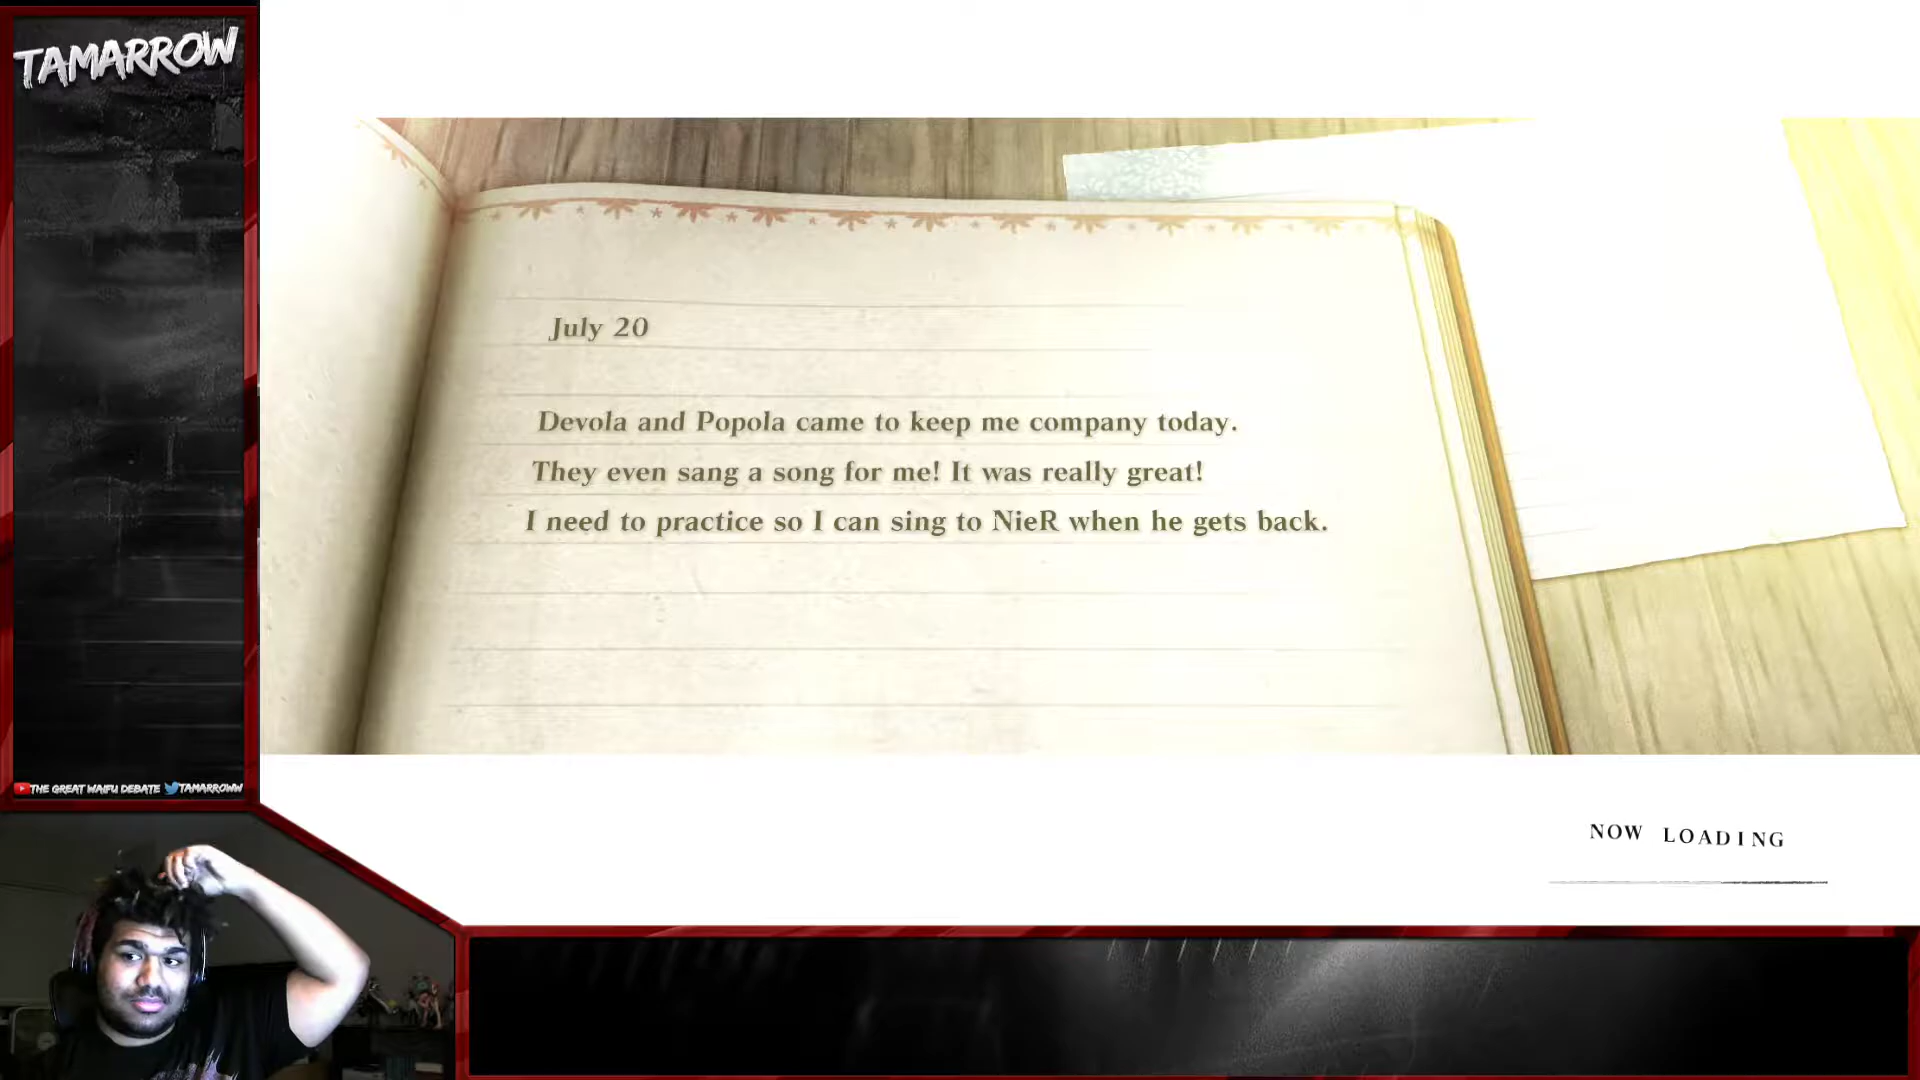 TAMARROW
July 20
Devola and Popola came to keep me company today.
They even sang a song for me! It was really great!
I need to practice so I can sing to NieR when he gets back.
NOW LOADING
THE GREAT WAIFU DEBATE TAMARROWW